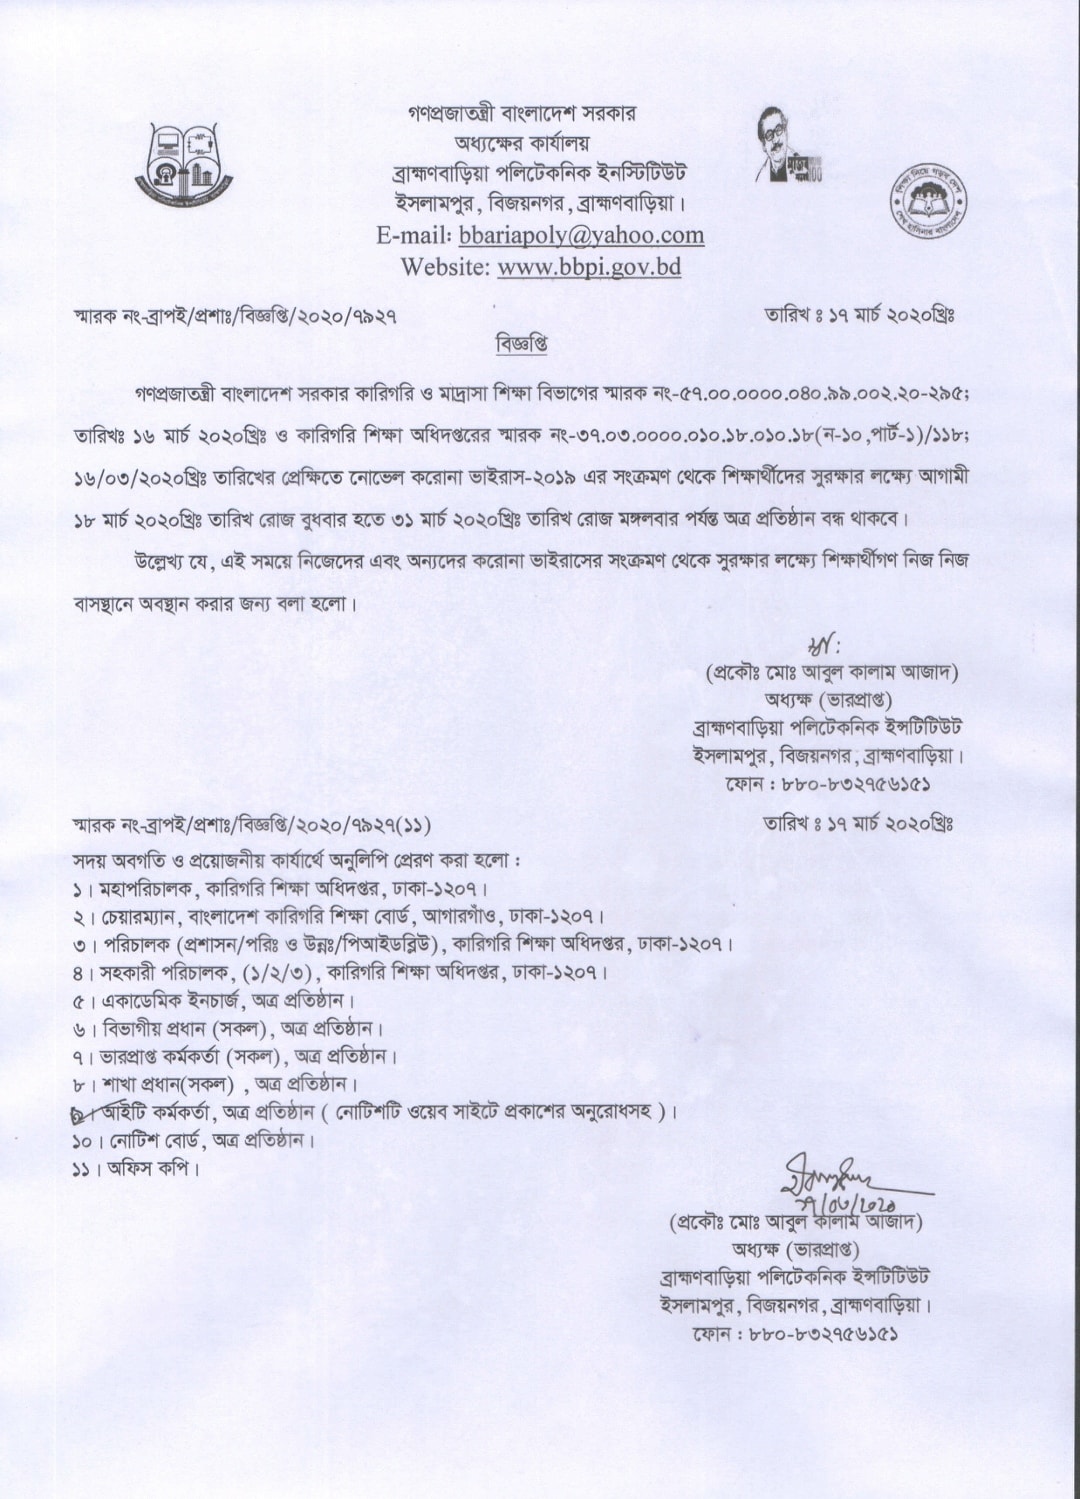 গণপ্রজাতন্ত্রী বাংলাদেশ সরকার
অধ্যক্ষের কার্যালয়
ব্রাহ্মণবাড়িয়া পলিটেকনিক ইনস্টিটিউট
ইসলামপুর, বিজয়নগর, ব্রাহ্মণবাড়িয়া।
E-mail: bbariapoly@yahoo.com
Website: www.bbpi.gov.bd
মুজিব
100
শিক্ষা নিয়ে গড়ব দেশ
শেখ হাসিনার বাংলাদেশ
স্মারক নং-ব্রাপই/প্রশাঃ/বিজ্ঞপ্তি/২০২০/৭৯২৭ তারিখ ঃ ১৭ মার্চ ২০২০খ্রিঃ
বিজ্ঞপ্তি
গণপ্রজাতন্ত্রী বাংলাদেশ সরকার কারিগরি ও মাদ্রাসা শিক্ষা বিভাগের স্মারক নং-৫৭.০০.০০০০.০৪০.৯৯.০০২.২০-২৯৫;
তারিখঃ ১৬ মার্চ ২০২০খ্রিঃ ও কারিগরি শিক্ষা অধিদপ্তরের স্মারক নং-৩৭.০৩.০০০০.০১০.১৮.০১০.১৮(ন-১০,পার্ট-১)/১১৮;
১৬/০৩/২০২০খ্রিঃ তারিখের প্রেক্ষিতে নোভেল করোনা ভাইরাস-২০১৯ এর সংক্রমণ থেকে শিক্ষার্থীদের সুরক্ষার লক্ষ্যে আগামী
১৮ মার্চ ২০২০খ্রিঃ তারিখ রোজ বুধবার হতে ৩১ মার্চ ২০২০খ্রিঃ তারিখ রোজ মঙ্গলবার পর্যন্ত অত্র প্রতিষ্ঠান বন্ধ থাকবে।
উল্লেখ্য যে, এই সময়ে নিজেদের এবং অন্যদের করোনা ভাইরাসের সংক্রমণ থেকে সুরক্ষার লক্ষ্যে শিক্ষার্থীগণ নিজ নিজ
বাসস্থানে অবস্থান করার জন্য বলা হলো।
স্বা:
(প্রকৌঃ মোঃ আবুল কালাম আজাদ)
অধ্যক্ষ (ভারপ্রাপ্ত)
ব্রাহ্মণবাড়িয়া পলিটেকনিক ইন্সটিটিউট
ইসলামপুর, বিজয়নগর, ব্রাহ্মণবাড়িয়া।
ফোন : ৮৮০-৮৩২৭৫৬১৫১
স্মারক নং-ব্রাপই/প্রশাঃ/বিজ্ঞপ্তি/২০২০/৭৯২৭(১১) তারিখ ঃ ১৭ মার্চ ২০২০খ্রিঃ
সদয় অবগতি ও প্রয়োজনীয় কার্যার্থে অনুলিপি প্রেরণ করা হলো :
১। মহাপরিচালক, কারিগরি শিক্ষা অধিদপ্তর, ঢাকা-১২০৭।
২। চেয়ারম্যান, বাংলাদেশ কারিগরি শিক্ষা বোর্ড, আগারগাঁও, ঢাকা-১২০৭।
৩। পরিচালক (প্রশাসন/পরিঃ ও উন্নঃ/পিআইডব্লিউ), কারিগরি শিক্ষা অধিদপ্তর, ঢাকা-১২০৭।
৪। সহকারী পরিচালক, (১/২/৩), কারিগরি শিক্ষা অধিদপ্তর, ঢাকা-১২০৭।
৫। একাডেমিক ইনচার্জ, অত্র প্রতিষ্ঠান।
৬। বিভাগীয় প্রধান (সকল), অত্র প্রতিষ্ঠান।
৭। ভারপ্রাপ্ত কর্মকর্তা (সকল), অত্র প্রতিষ্ঠান।
৮। শাখা প্রধান(সকল) , অত্র প্রতিষ্ঠান।
৯। আইটি কর্মকর্তা, অত্র প্রতিষ্ঠান ( নোটিশটি ওয়েব সাইটে প্রকাশের অনুরোধসহ )।
১০। নোটিশ বোর্ড, অত্র প্রতিষ্ঠান।
১১। অফিস কপি।
(প্রকৌঃ মোঃ আবুল কালাম আজাদ)
অধ্যক্ষ (ভারপ্রাপ্ত)
ব্রাহ্মণবাড়িয়া পলিটেকনিক ইন্সটিটিউট
ইসলামপুর, বিজয়নগর, ব্রাহ্মণবাড়িয়া।
ফোন : ৮৮০-৮৩২৭৫৬১৫১